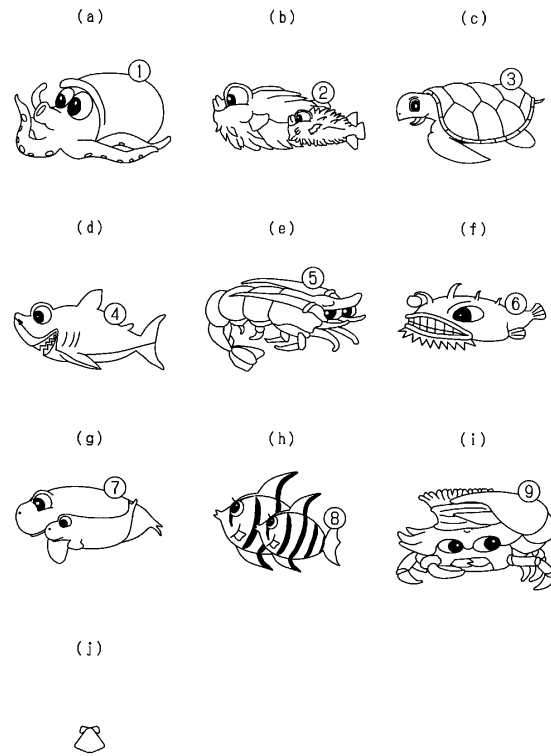 (a) (b) (c)
① ② ③
(d) (e) (f)
④ ⑤ ⑥
(g) (h) (i)
⑦ ⑧ ⑨
(j)